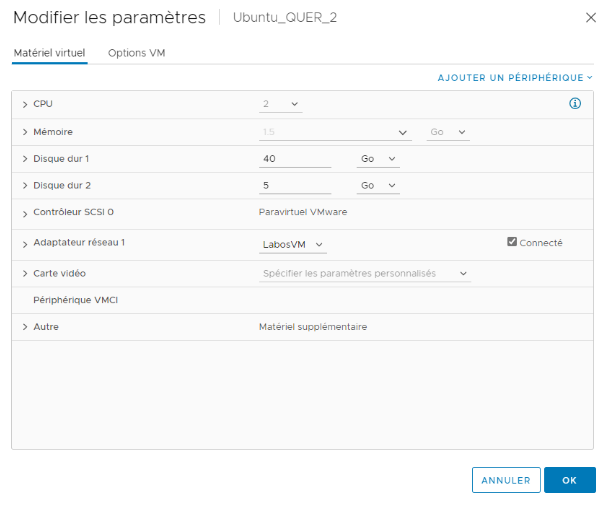 Modifier les paramètres Ubuntu_QUER_2
Matériel virtuel Options VM
AJOUTER UN PÉRIPHÉRIQUE
CPU 2
Mémoire 1.5 Go
Disque dur 1 40 Go
Disque dur 2 5 Go
Contrôleur SCSI 0 Paravirtuel VMware
Adaptateur réseau 1 LabosVM Connecté
Carte vidéo Spécifier les paramètres personnalisés
Périphérique VMCI
Autre Matériel supplémentaire
ANNULER OK